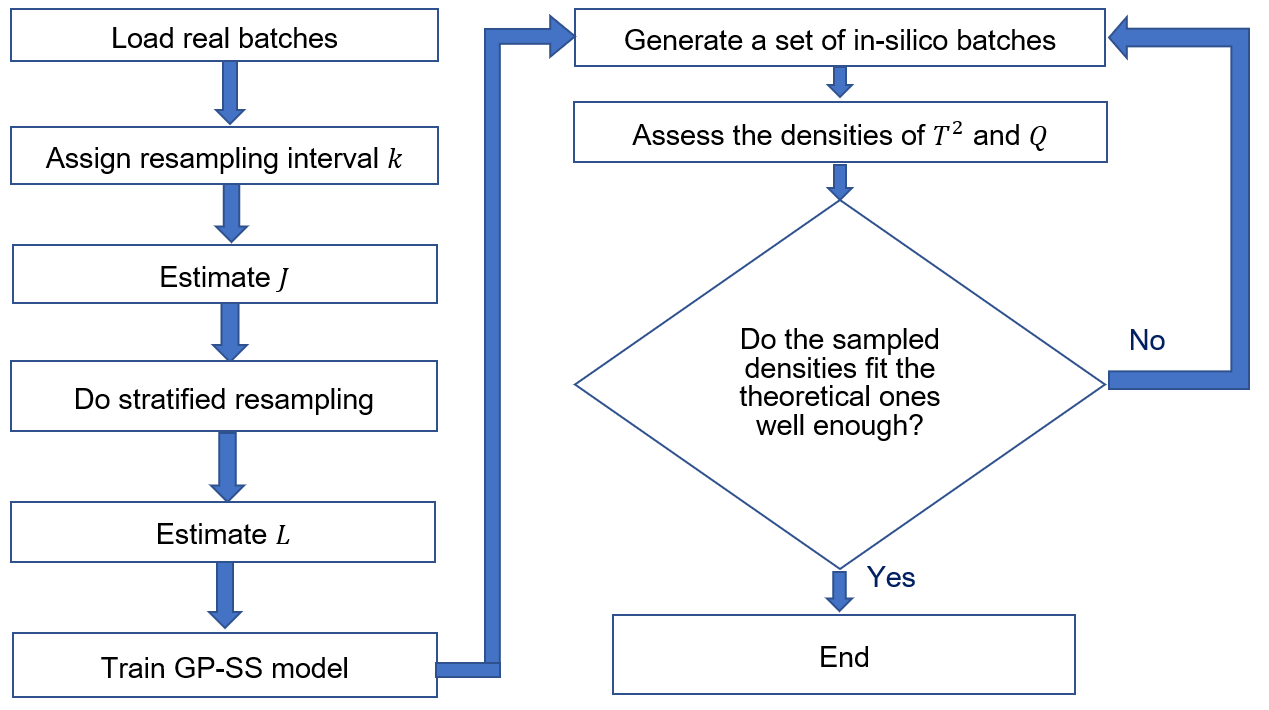 Load real batches
Assign resampling interval k
Estimate J
Do stratified resampling
Estimate L
Train GP-SS model
Generate a set of in-silico batches
Assess the densities of T² and Q
Do the sampled
densities fit the
theoretical ones
well enough?
No
Yes
End